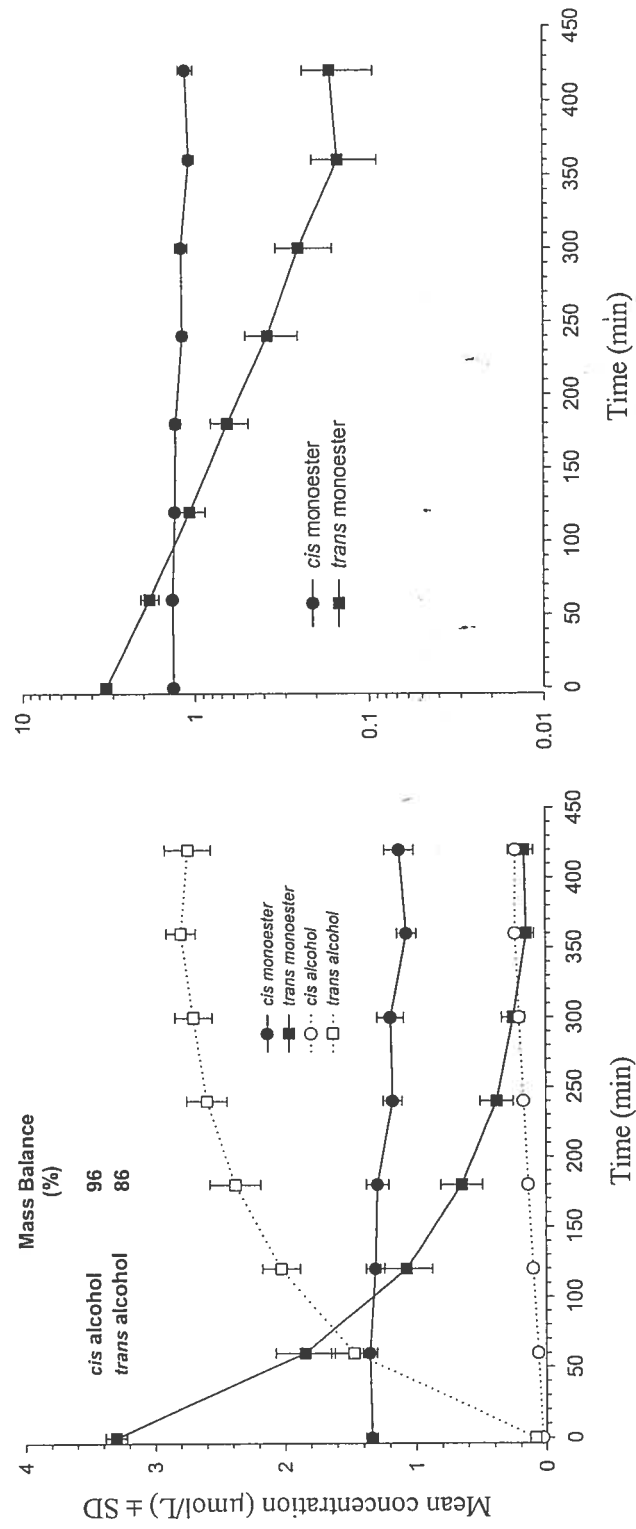 Mass Balance
(%)
cis alcohol 96
trans alcohol 86
4
3
2
1
0
Mean concentration (µmol/L) ± SD
cis monoester
trans monoester
cis alcohol
trans alcohol
0 50 100 150 200 250 300 350 400 450
Time (min)
10
1
0.1
0.01
cis monoester
trans monoester
0 50 100 150 200 250 300 350 400 450
Time (min)